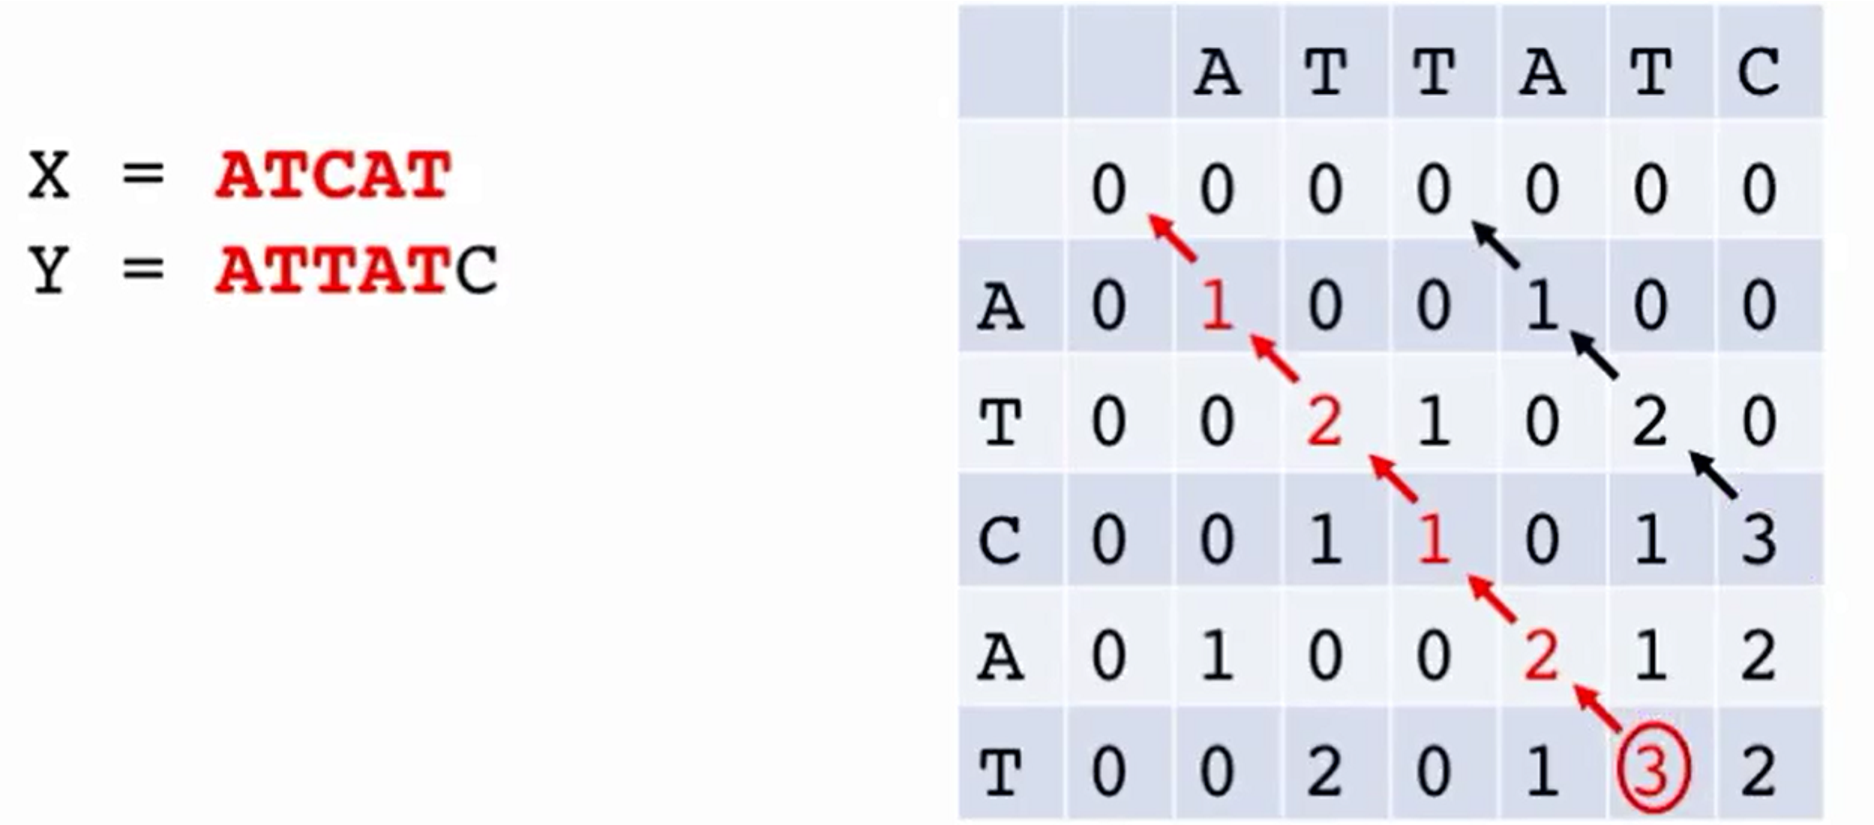 X = ATCAT
Y = ATTATC
A T T A T C
0 0 0 0 0 0 0
A 0 1 0 0 1 0 0
T 0 0 2 1 0 2 0
C 0 0 1 1 0 1 3
A 0 1 0 0 2 1 2
T 0 0 2 0 1 3 2